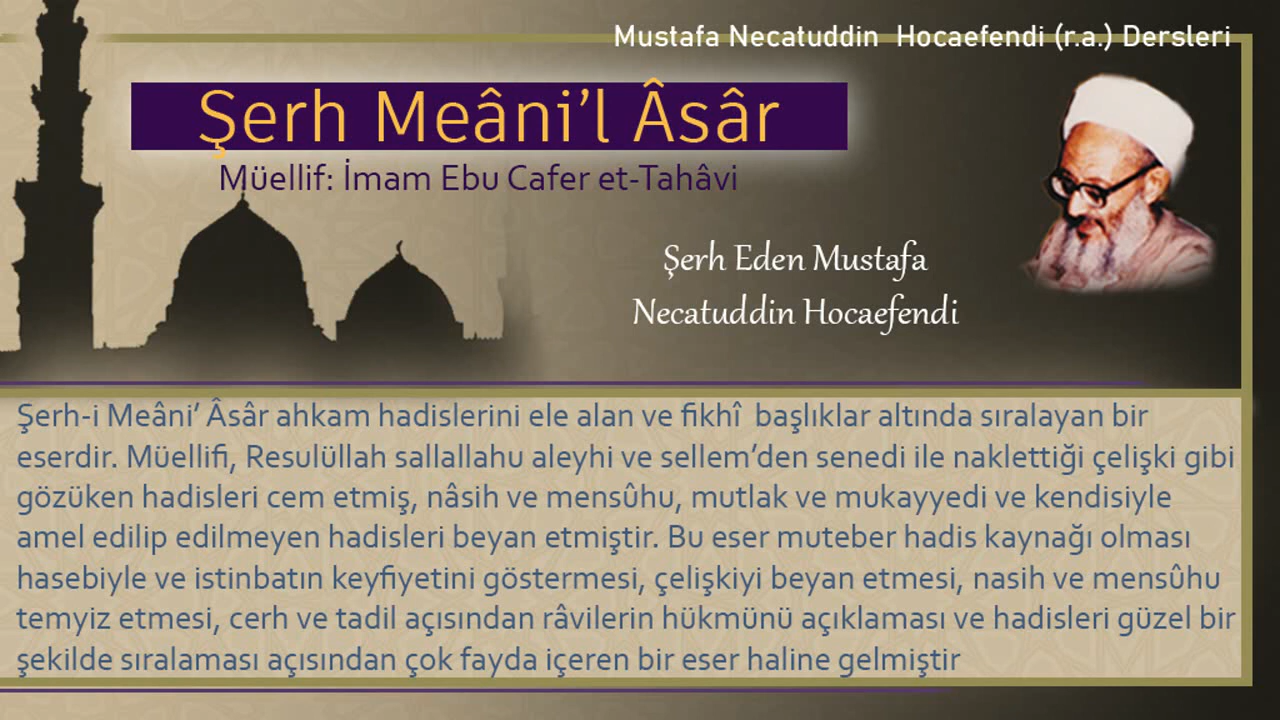 Mustafa Necatuddin Hocaefendi (r.a.) Dersleri
Şerh Meâni’l Âsâr
Müellif: İmam Ebu Cafer et-Tahâvi
Şerh Eden Mustafa
Necatuddin Hocaefendi
Şerh-i Meâni’ Âsâr ahkam hadislerini ele alan ve fikhî başlıklar altında sıralayan bir
eserdir. Müellifi, Resulüllah sallallahu aleyhi ve sellem’den senedi ile naklettiği çelişki gibi
gözüken hadisleri cem etmiş, nâsih ve mensûhu, mutlak ve mukayyedi ve kendisiyle
amel edilip edilmeyen hadisleri beyan etmiştir. Bu eser muteber hadis kaynağı olması
hasebiyle ve istinbatın keyfiyetini göstermesi, çelişkiyi beyan etmesi, nasih ve mensûhu
temyiz etmesi, cerh ve tadil açısından râvilerin hükmünü açıklaması ve hadisleri güzel bir
şekilde sıralaması açısından çok fayda içeren bir eser haline gelmiştir